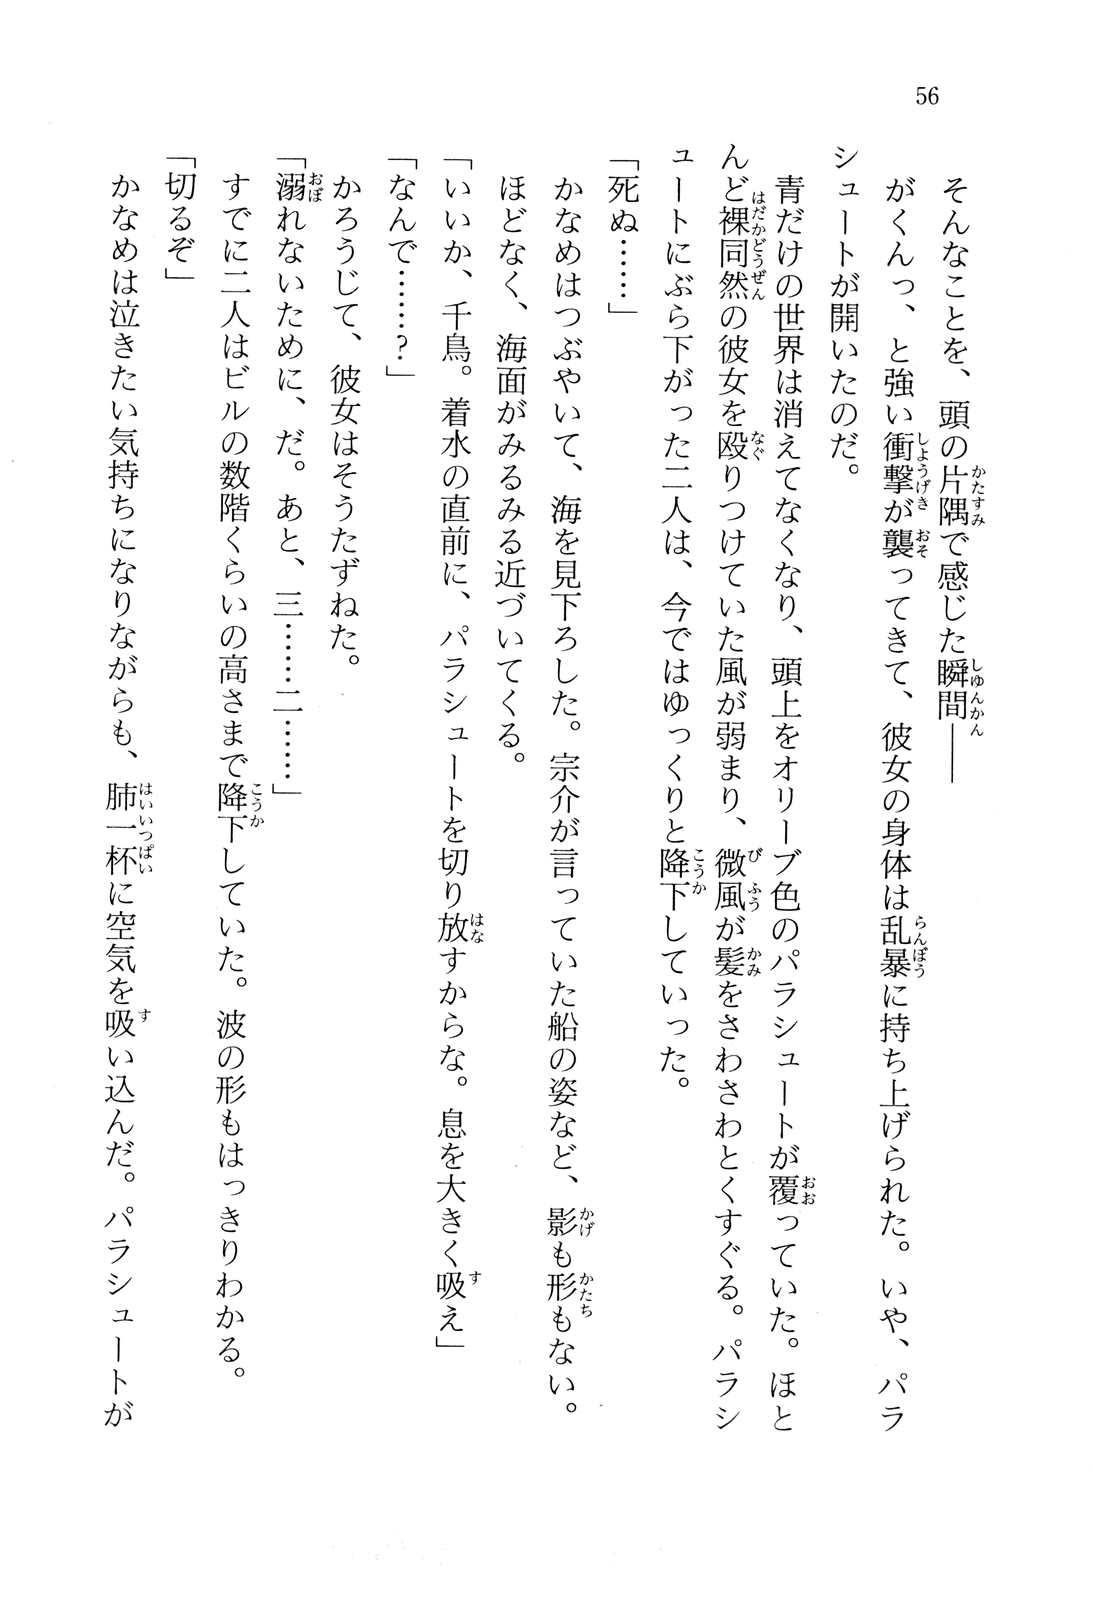 56
そんなことを、頭の片隅で感じた瞬間――
がくんっ、と強い衝撃が襲ってきて、彼女の身体は乱暴に持ち上げられた。いや、パラ
シュートが開いたのだ。
青だけの世界は消えてなくなり、頭上をオリーブ色のパラシュートが覆っていた。ほと
んど裸同然の彼女を殴りつけていた風が弱まり、微風が髪をさわさわとくすぐる。パラシ
ュートにぶら下がった二人は、今ではゆっくりと降下していった。
「死ぬ……」
かなめはつぶやいて、海を見下ろした。宗介が言っていた船の姿など、影も形もない。
ほどなく、海面がみるみる近づいてくる。
「いいか、千鳥。着水の直前に、パラシュートを切り放すからな。息を大きく吸え」
「なんで……?」
かろうじて、彼女はそうたずねた。
「溺れないために、だ。あと、三……二……」
すでに二人はビルの数階くらいの高さまで降下していた。波の形もはっきりわかる。
「切るぞ」
かなめは泣きたい気持ちになりながらも、肺一杯に空気を吸い込んだ。パラシュートが